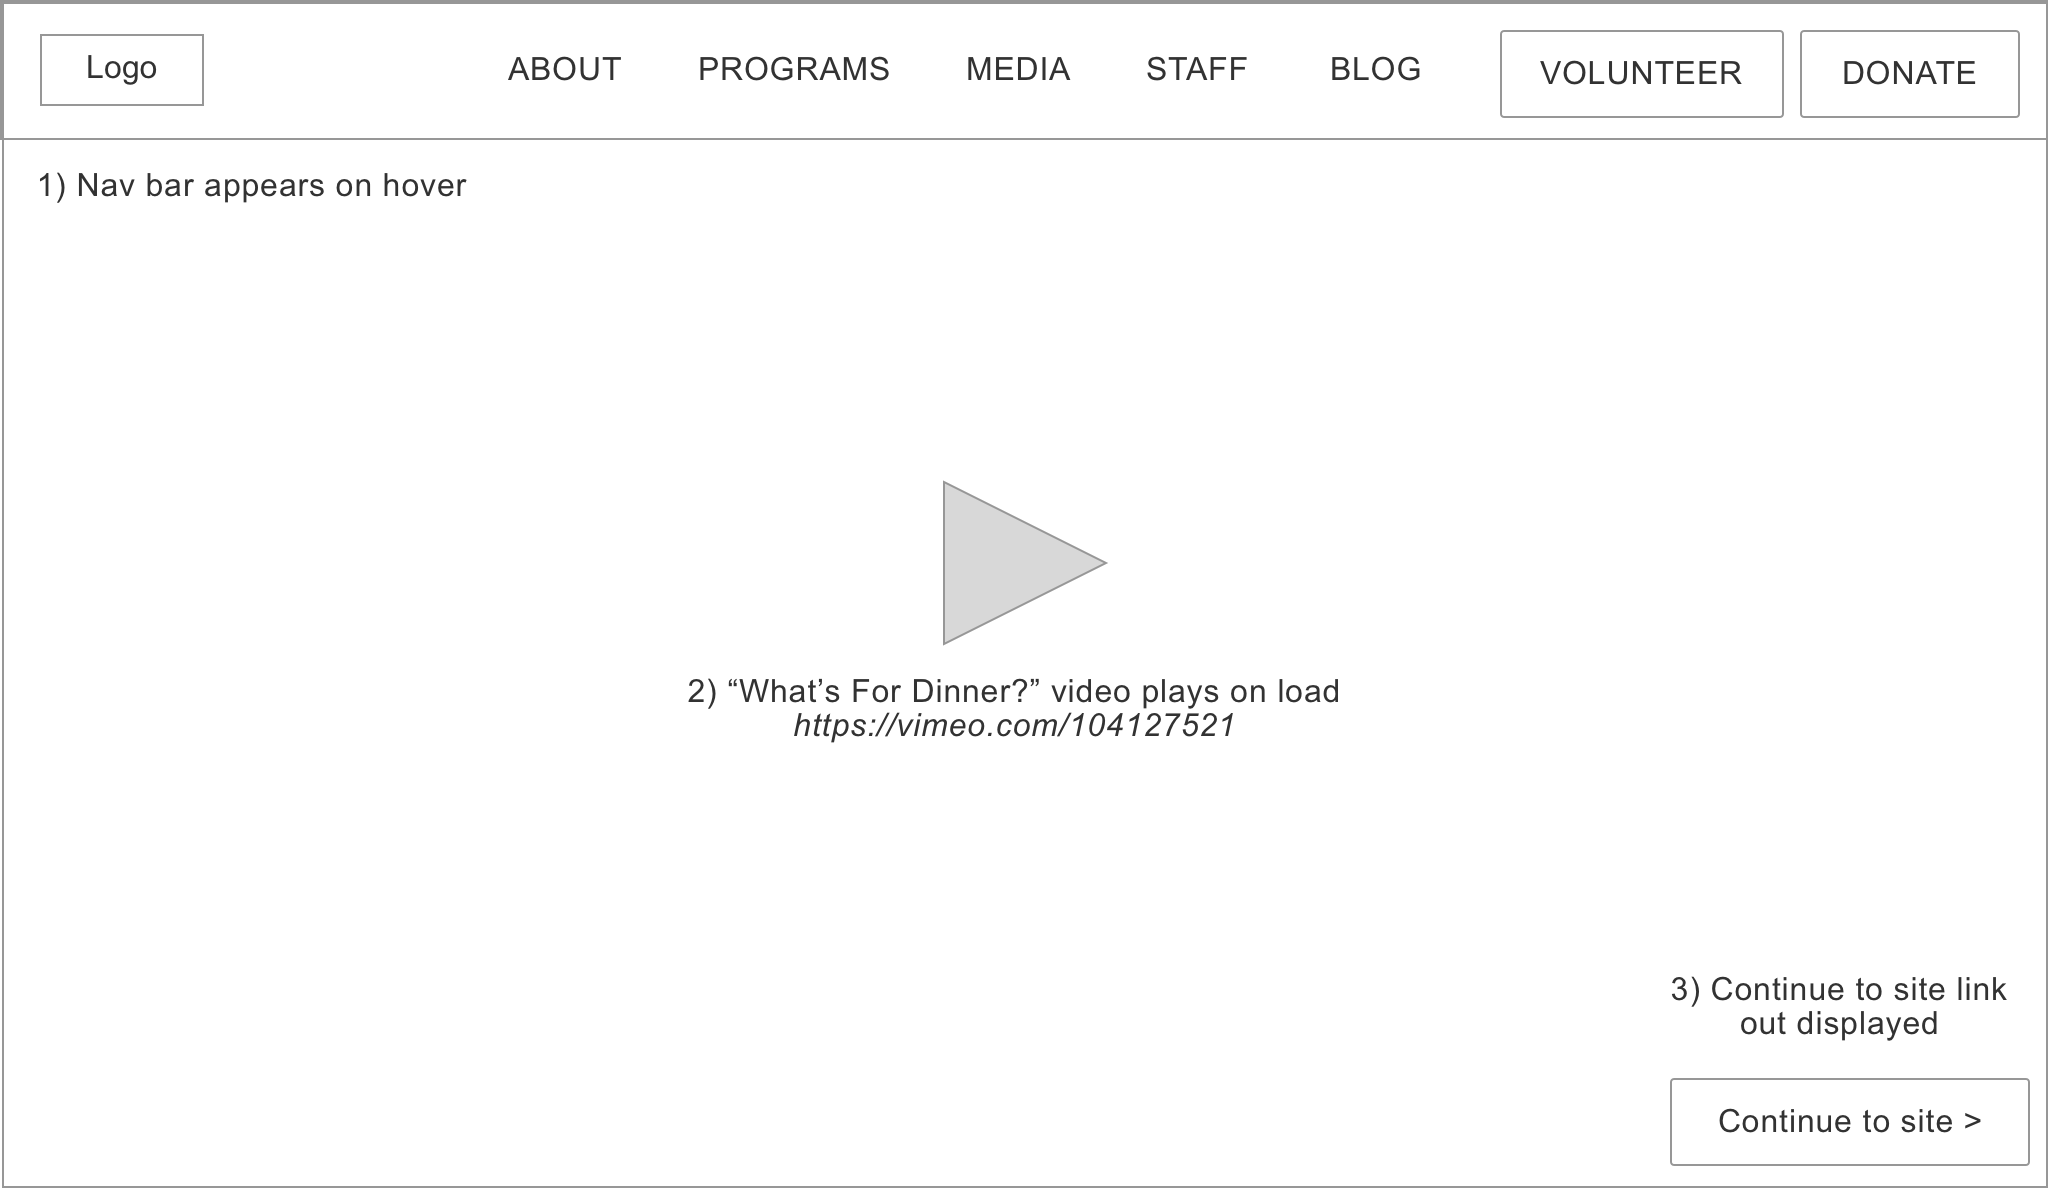 Logo
ABOUT
PROGRAMS
MEDIA
STAFF
BLOG
VOLUNTEER
DONATE
1) Nav bar appears on hover
2) “What’s For Dinner?” video plays on load
https://vimeo.com/104127521
3) Continue to site link
out displayed
Continue to site >